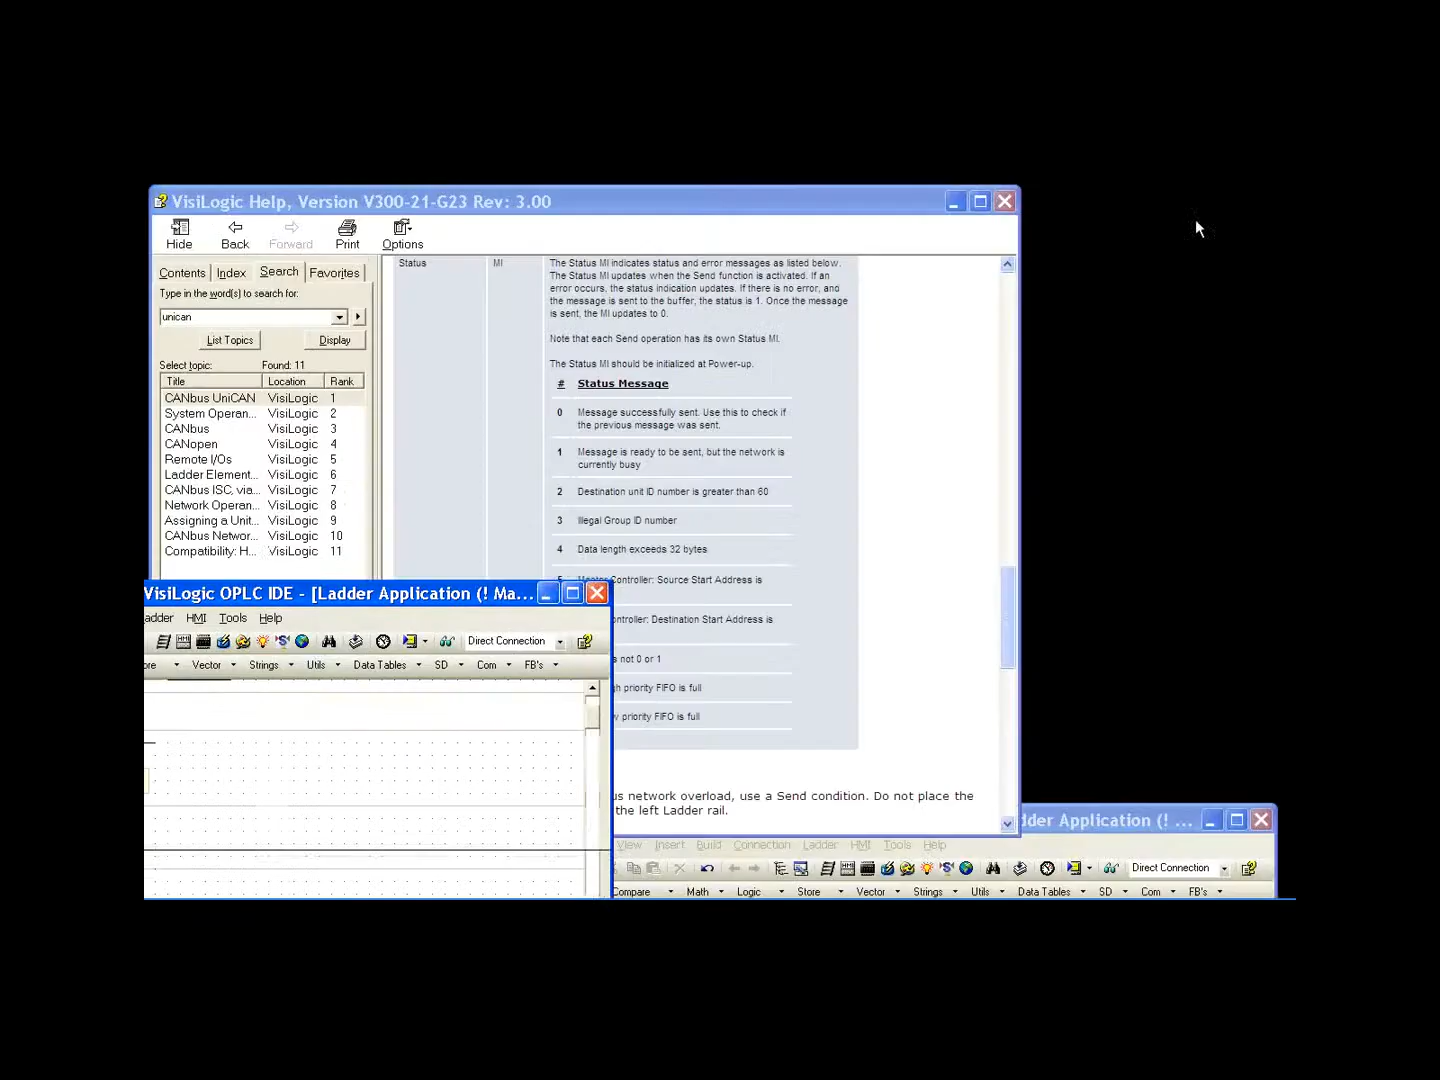 VisiLogic Help, Version V300-21-G23 Rev: 3.00
Hide Back Forward Print Options
Contents Index Search Favorites
Type in the word(s) to search for:
unican
List Topics Display
Select topic: Found: 11
Title Location Rank
CANbus UniCAN VisiLogic 1
System Operan... VisiLogic 2
CANbus VisiLogic 3
CANopen VisiLogic 4
Remote I/Os VisiLogic 5
Ladder Element... VisiLogic 6
CANbus ISC, via... VisiLogic 7
Network Operan... VisiLogic 8
Assigning a Unit... VisiLogic 9
CANbus Networ... VisiLogic 10
Compatibility: H... VisiLogic 11
Status MI The Status MI indicates status and error messages as listed below.
The Status MI updates when the Send function is activated. If an
error occurs, the status indication updates. If there is no error, and
the message is sent to the buffer, the status is 1. Once the message
is sent, the MI updates to 0.
Note that each Send operation has its own Status MI.
The Status MI should be initialized at Power-up.
# Status Message
0 Message successfully sent. Use this to check if
the previous message was sent.
1 Message is ready to be sent, but the network is
currently busy
2 Destination unit ID number is greater than 60
3 Illegal Group ID number
4 Data length exceeds 32 bytes
Controller: Source Start Address is
ontroller: Destination Start Address is
s not 0 or 1
gh priority FIFO is full
w priority FIFO is full
us network overload, use a Send condition. Do not place the
the left Ladder rail.
VisiLogic OPLC IDE - [Ladder Application (! Ma...
adder HMI Tools Help
Direct Connection
ore Vector Strings Utils Data Tables SD Com FB's
dder Application (! ...
View Insert Build Connection Ladder HMI Tools Help
Direct Connection
Compare Math Logic Store Vector Strings Utils Data Tables SD Com FB's